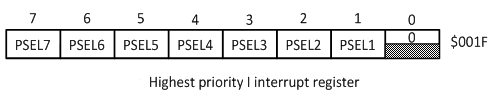 7 6 5 4 3 2 1 0
PSEL7 PSEL6 PSEL5 PSEL4 PSEL3 PSEL2 PSEL1 0 $001F
Highest priority I interrupt register